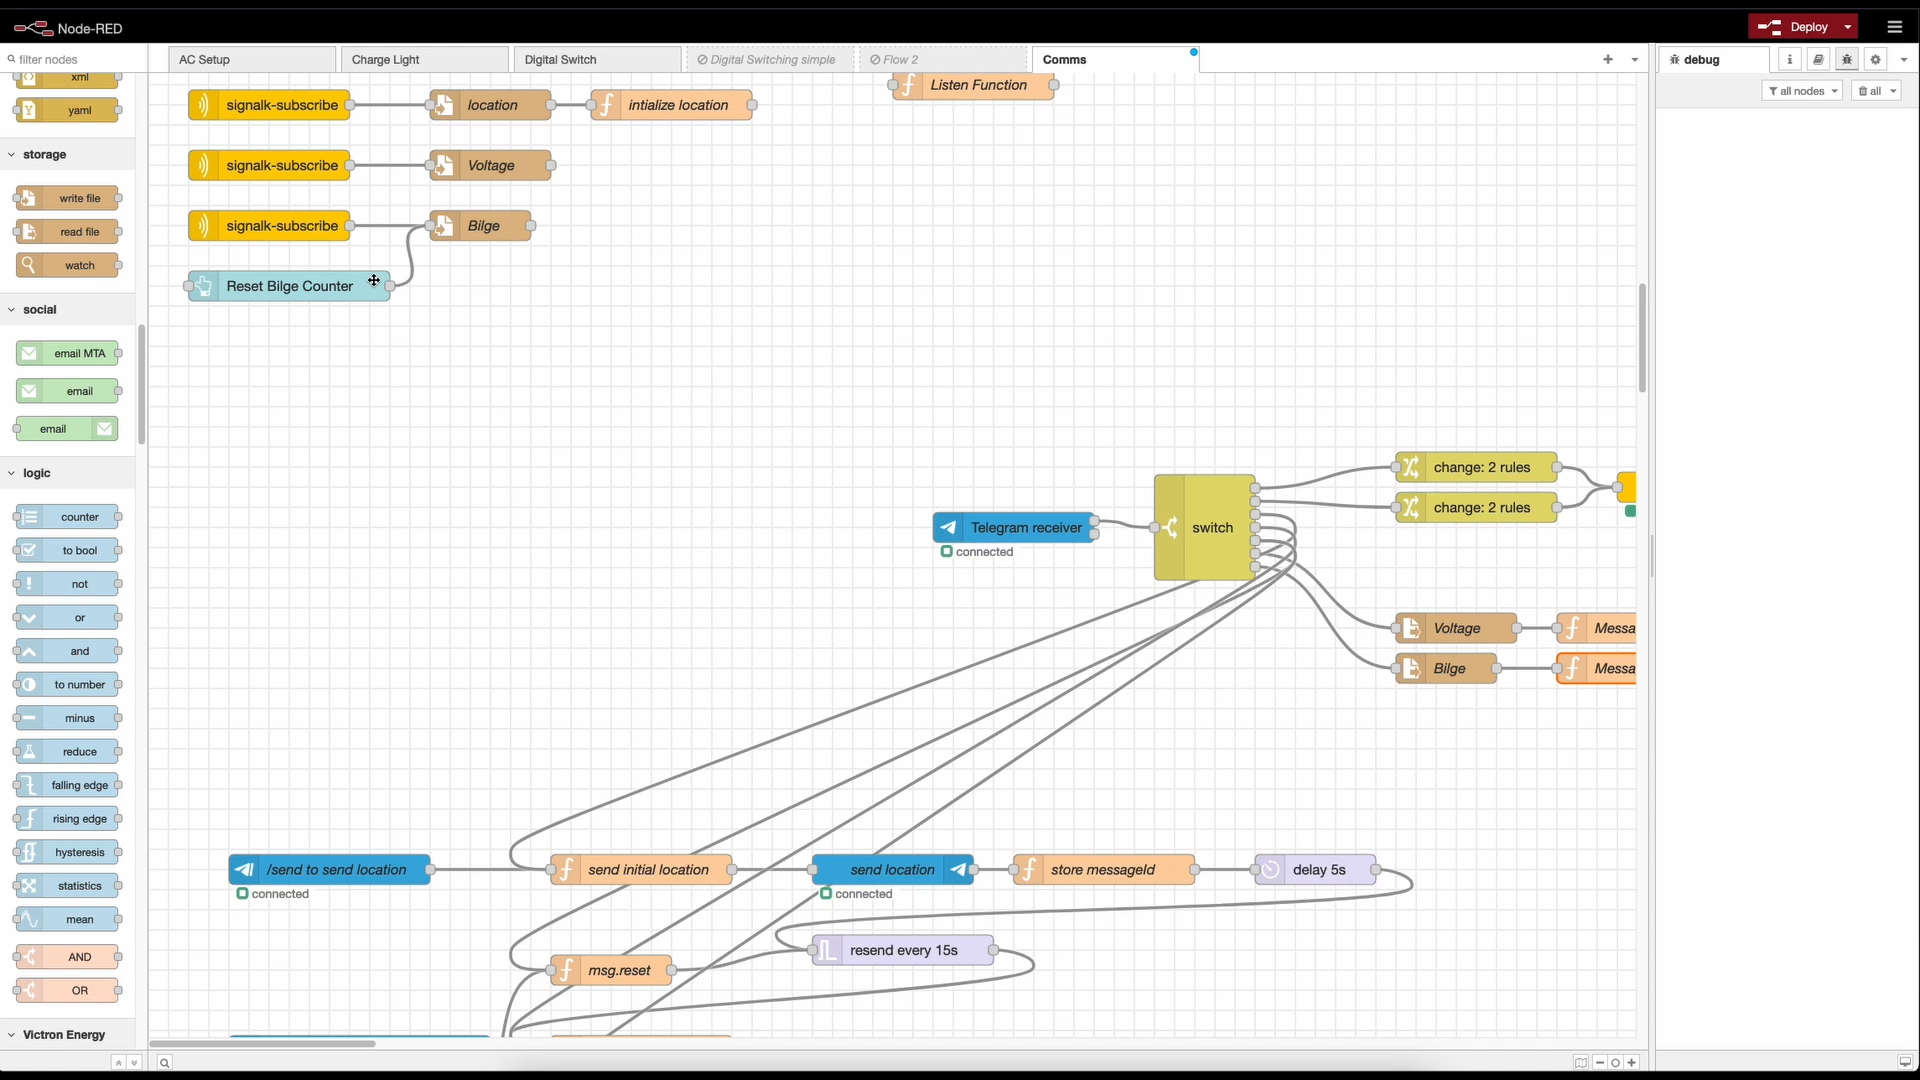 Node-RED
Deploy
filter nodes
AC Setup
Charge Light
Digital Switch
Digital Switching simple
Flow 2
Comms
debug
all nodes
all
xml
yaml
storage
write file
read file
watch
social
email MTA
email
email
logic
counter
to bool
not
or
and
to number
minus
reduce
falling edge
rising edge
hysteresis
statistics
mean
AND
OR
Victron Energy
signalk-subscribe
location
intialize location
Listen Function
signalk-subscribe
Voltage
signalk-subscribe
Bilge
Reset Bilge Counter
Telegram receiver
connected
switch
change: 2 rules
change: 2 rules
Voltage
Messa
Bilge
Messa
/send to send location
connected
send initial location
send location
connected
store messageId
delay 5s
resend every 15s
msg.reset